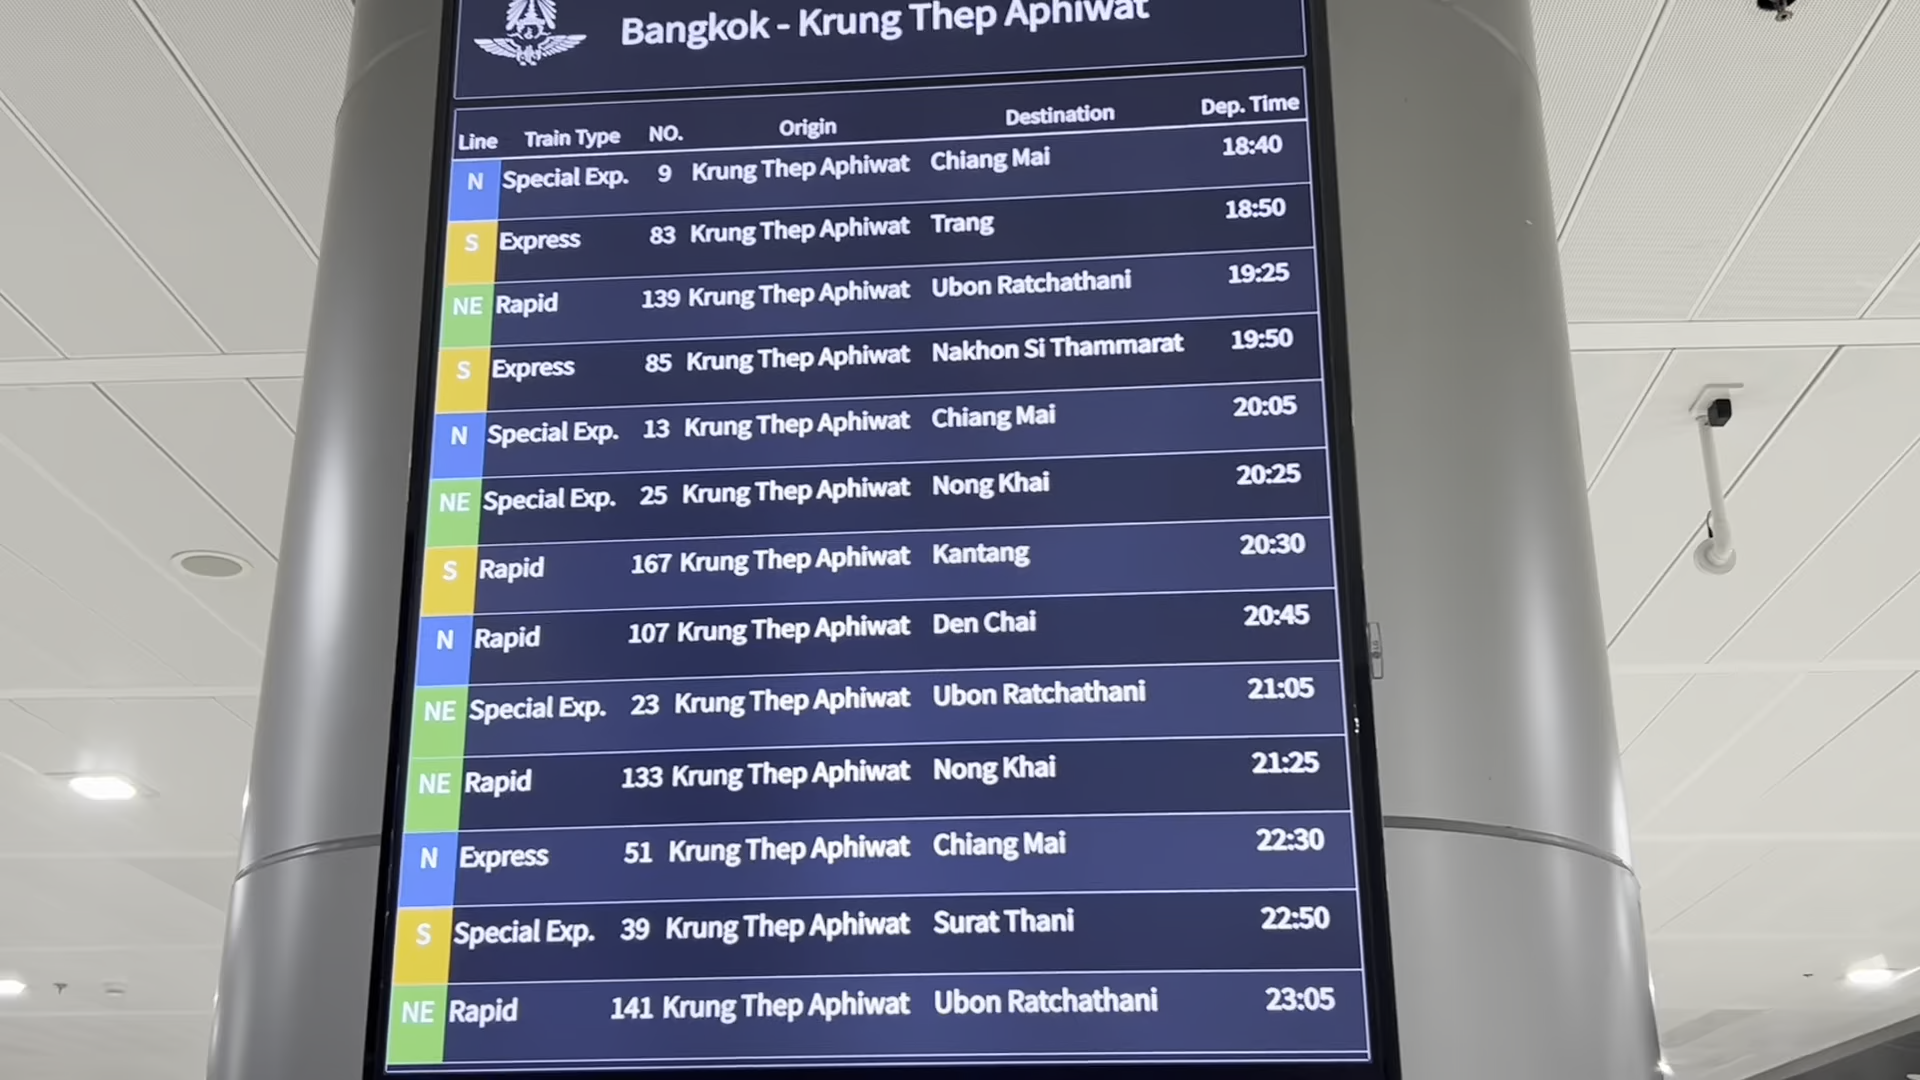 Bangkok - Krung Thep Aphiwat
Line Train Type NO. Origin Destination Dep. Time
N Special Exp. 9 Krung Thep Aphiwat Chiang Mai 18:40
S Express 83 Krung Thep Aphiwat Trang 18:50
NE Rapid 139 Krung Thep Aphiwat Ubon Ratchathani 19:25
S Express 85 Krung Thep Aphiwat Nakhon Si Thammarat 19:50
N Special Exp. 13 Krung Thep Aphiwat Chiang Mai 20:05
NE Special Exp. 25 Krung Thep Aphiwat Nong Khai 20:25
S Rapid 167 Krung Thep Aphiwat Kantang 20:30
N Rapid 107 Krung Thep Aphiwat Den Chai 20:45
NE Special Exp. 23 Krung Thep Aphiwat Ubon Ratchathani 21:05
NE Rapid 133 Krung Thep Aphiwat Nong Khai 21:25
N Express 51 Krung Thep Aphiwat Chiang Mai 22:30
S Special Exp. 39 Krung Thep Aphiwat Surat Thani 22:50
NE Rapid 141 Krung Thep Aphiwat Ubon Ratchathani 23:05